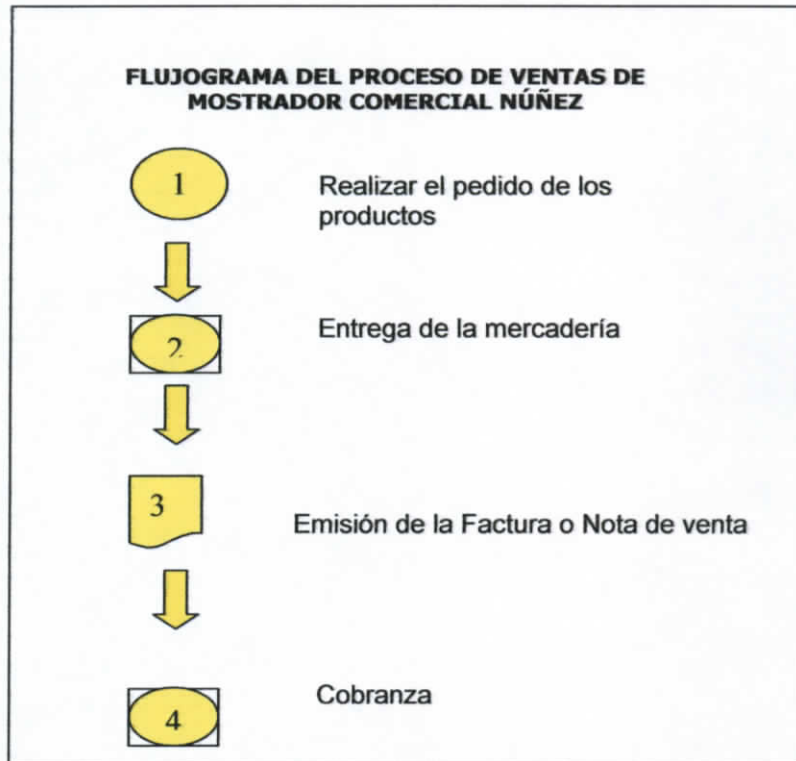 FLUJOGRAMA DEL PROCESO DE VENTAS DE
MOSTRADOR COMERCIAL NÚÑEZ
1
Realizar el pedido de los
productos
2
Entrega de la mercadería
3
Emisión de la Factura o Nota de venta
4
Cobranza